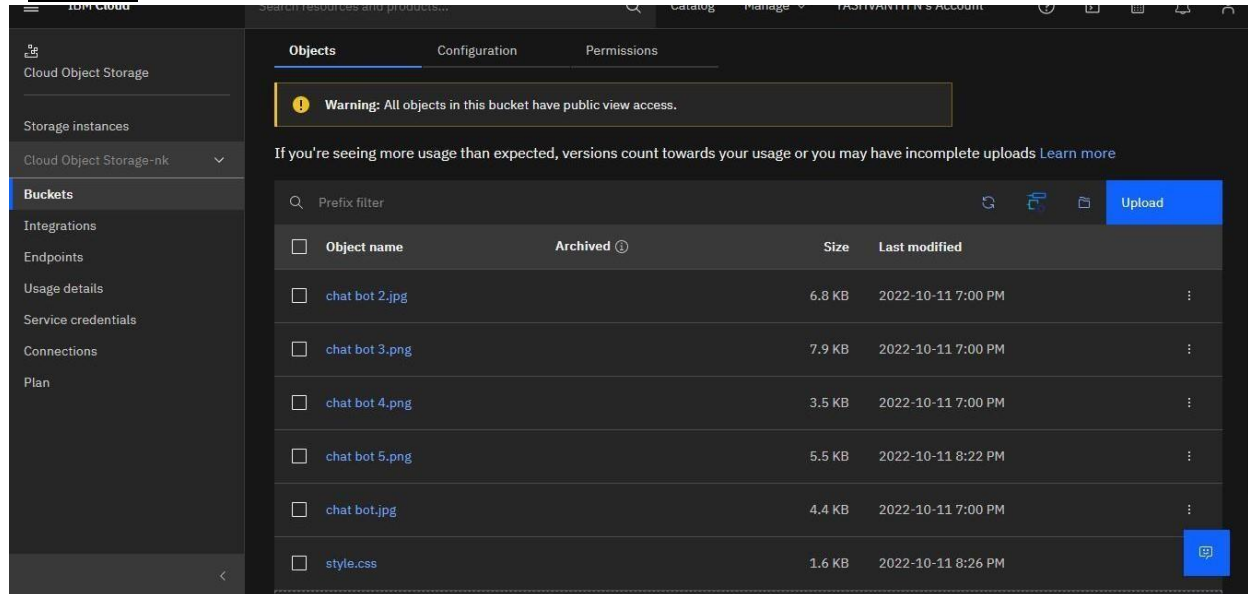 IBM Cloud
Search resources and products...
Catalog
Manage
YASHVANTH N's Account
Cloud Object Storage
Storage instances
Cloud Object Storage-nk
Buckets
Integrations
Endpoints
Usage details
Service credentials
Connections
Plan
Objects Configuration Permissions
Warning: All objects in this bucket have public view access.
If you're seeing more usage than expected, versions count towards your usage or you may have incomplete uploads Learn more
Prefix filter
Upload
Object name Archived Size Last modified
chat bot 2.jpg 6.8 KB 2022-10-11 7:00 PM
chat bot 3.png 7.9 KB 2022-10-11 7:00 PM
chat bot 4.png 3.5 KB 2022-10-11 7:00 PM
chat bot 5.png 5.5 KB 2022-10-11 8:22 PM
chat bot.jpg 4.4 KB 2022-10-11 7:00 PM
style.css 1.6 KB 2022-10-11 8:26 PM